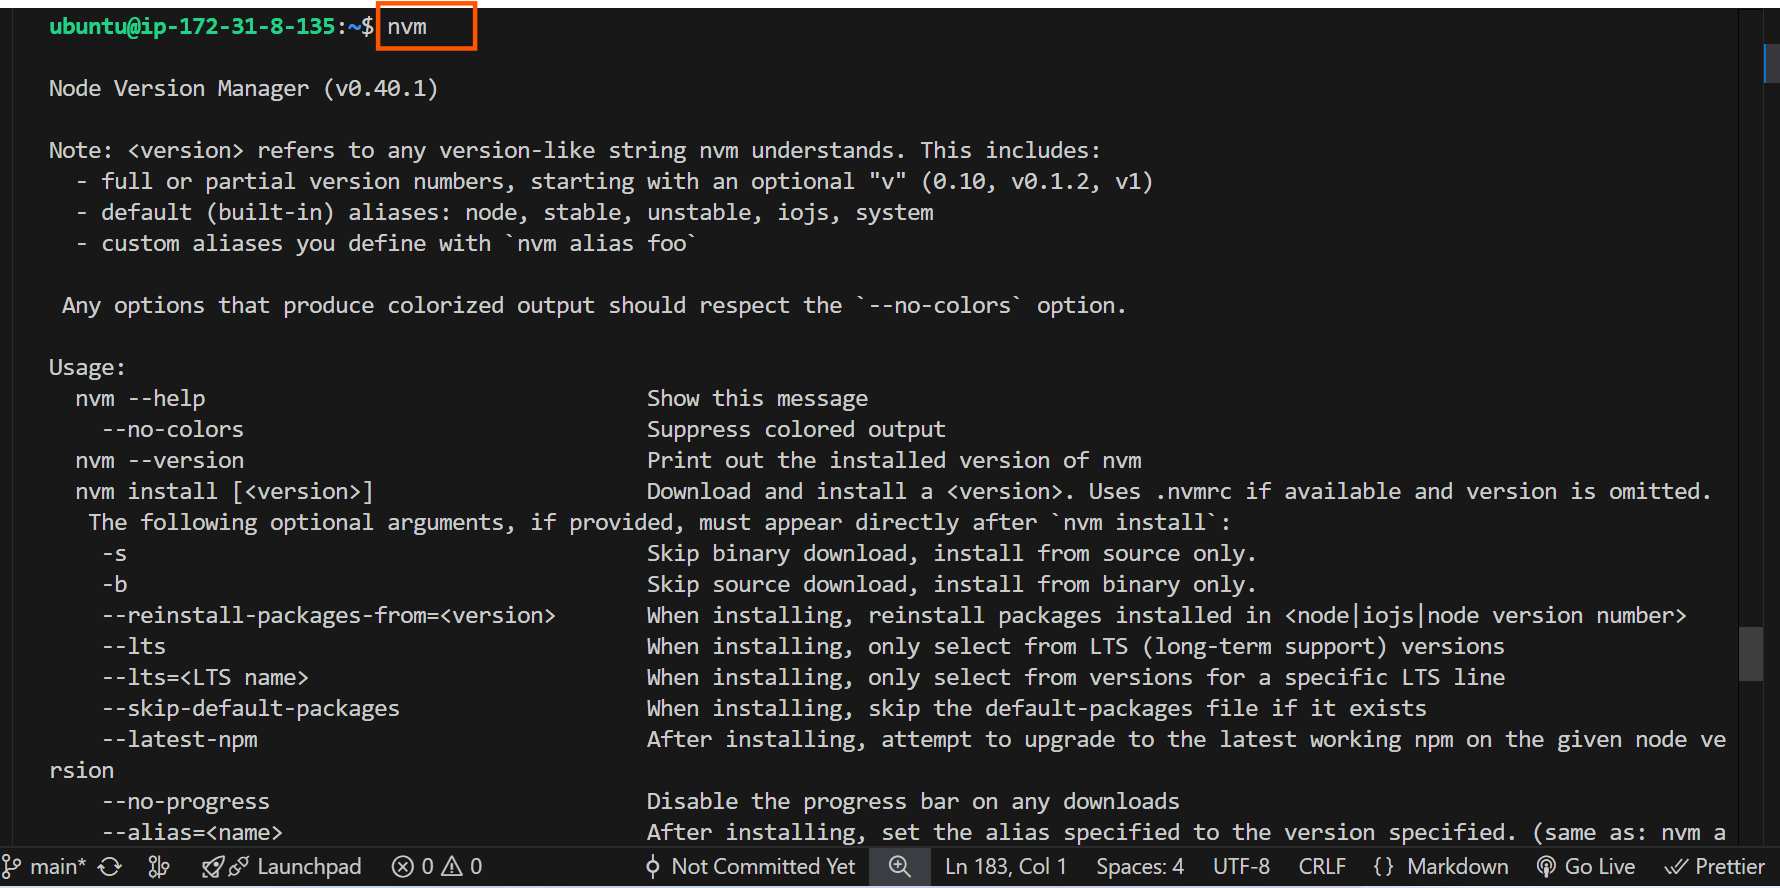 ubuntu@ip-172-31-8-135:~$ nvm
Node Version Manager (v0.40.1)
Note: <version> refers to any version-like string nvm understands. This includes:
  - full or partial version numbers, starting with an optional "v" (0.10, v0.1.2, v1)
  - default (built-in) aliases: node, stable, unstable, iojs, system
  - custom aliases you define with `nvm alias foo`
 Any options that produce colorized output should respect the `--no-colors` option.
Usage:
  nvm --help                                  Show this message
    --no-colors                               Suppress colored output
  nvm --version                               Print out the installed version of nvm
  nvm install [<version>]                     Download and install a <version>. Uses .nvmrc if available and version is omitted.
   The following optional arguments, if provided, must appear directly after `nvm install`:
    -s                                        Skip binary download, install from source only.
    -b                                        Skip source download, install from binary only.
    --reinstall-packages-from=<version>       When installing, reinstall packages installed in <node|iojs|node version number>
    --lts                                     When installing, only select from LTS (long-term support) versions
    --lts=<LTS name>                          When installing, only select from versions for a specific LTS line
    --skip-default-packages                   When installing, skip the default-packages file if it exists
    --latest-npm                              After installing, attempt to upgrade to the latest working npm on the given node ve
rsion
    --no-progress                             Disable the progress bar on any downloads
    --alias=<name>                            After installing, set the alias specified to the version specified. (same as: nvm a
main* Launchpad 0 0 Not Committed Yet Ln 183, Col 1 Spaces: 4 UTF-8 CRLF {} Markdown Go Live Prettier